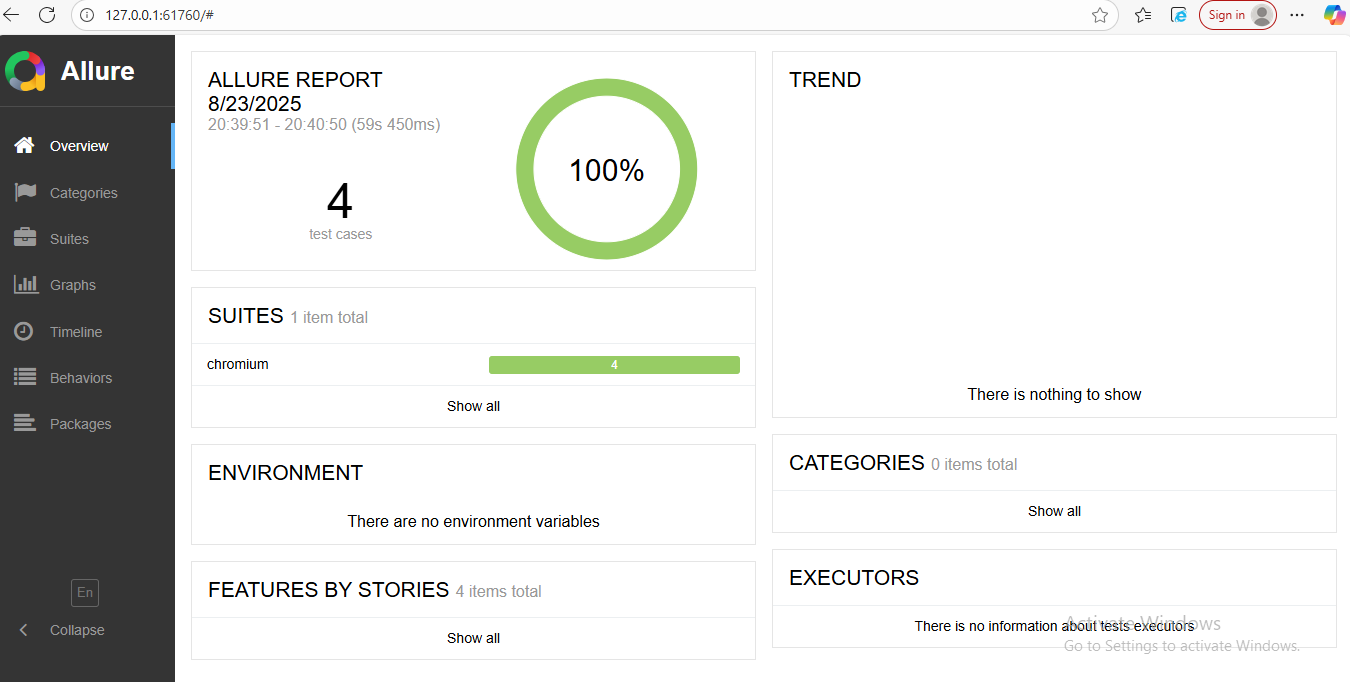 127.0.0.1:61760/#
Sign in
Allure
Overview
Categories
Suites
Graphs
Timeline
Behaviors
Packages
En
Collapse
ALLURE REPORT
8/23/2025
20:39:51 - 20:40:50 (59s 450ms)
4
test cases
100%
SUITES 1 item total
chromium 4
Show all
ENVIRONMENT
There are no environment variables
FEATURES BY STORIES 4 items total
Show all
TREND
There is nothing to show
CATEGORIES 0 items total
Show all
EXECUTORS
There is no information about tests executors
Activate Windows
Go to Settings to activate Windows.